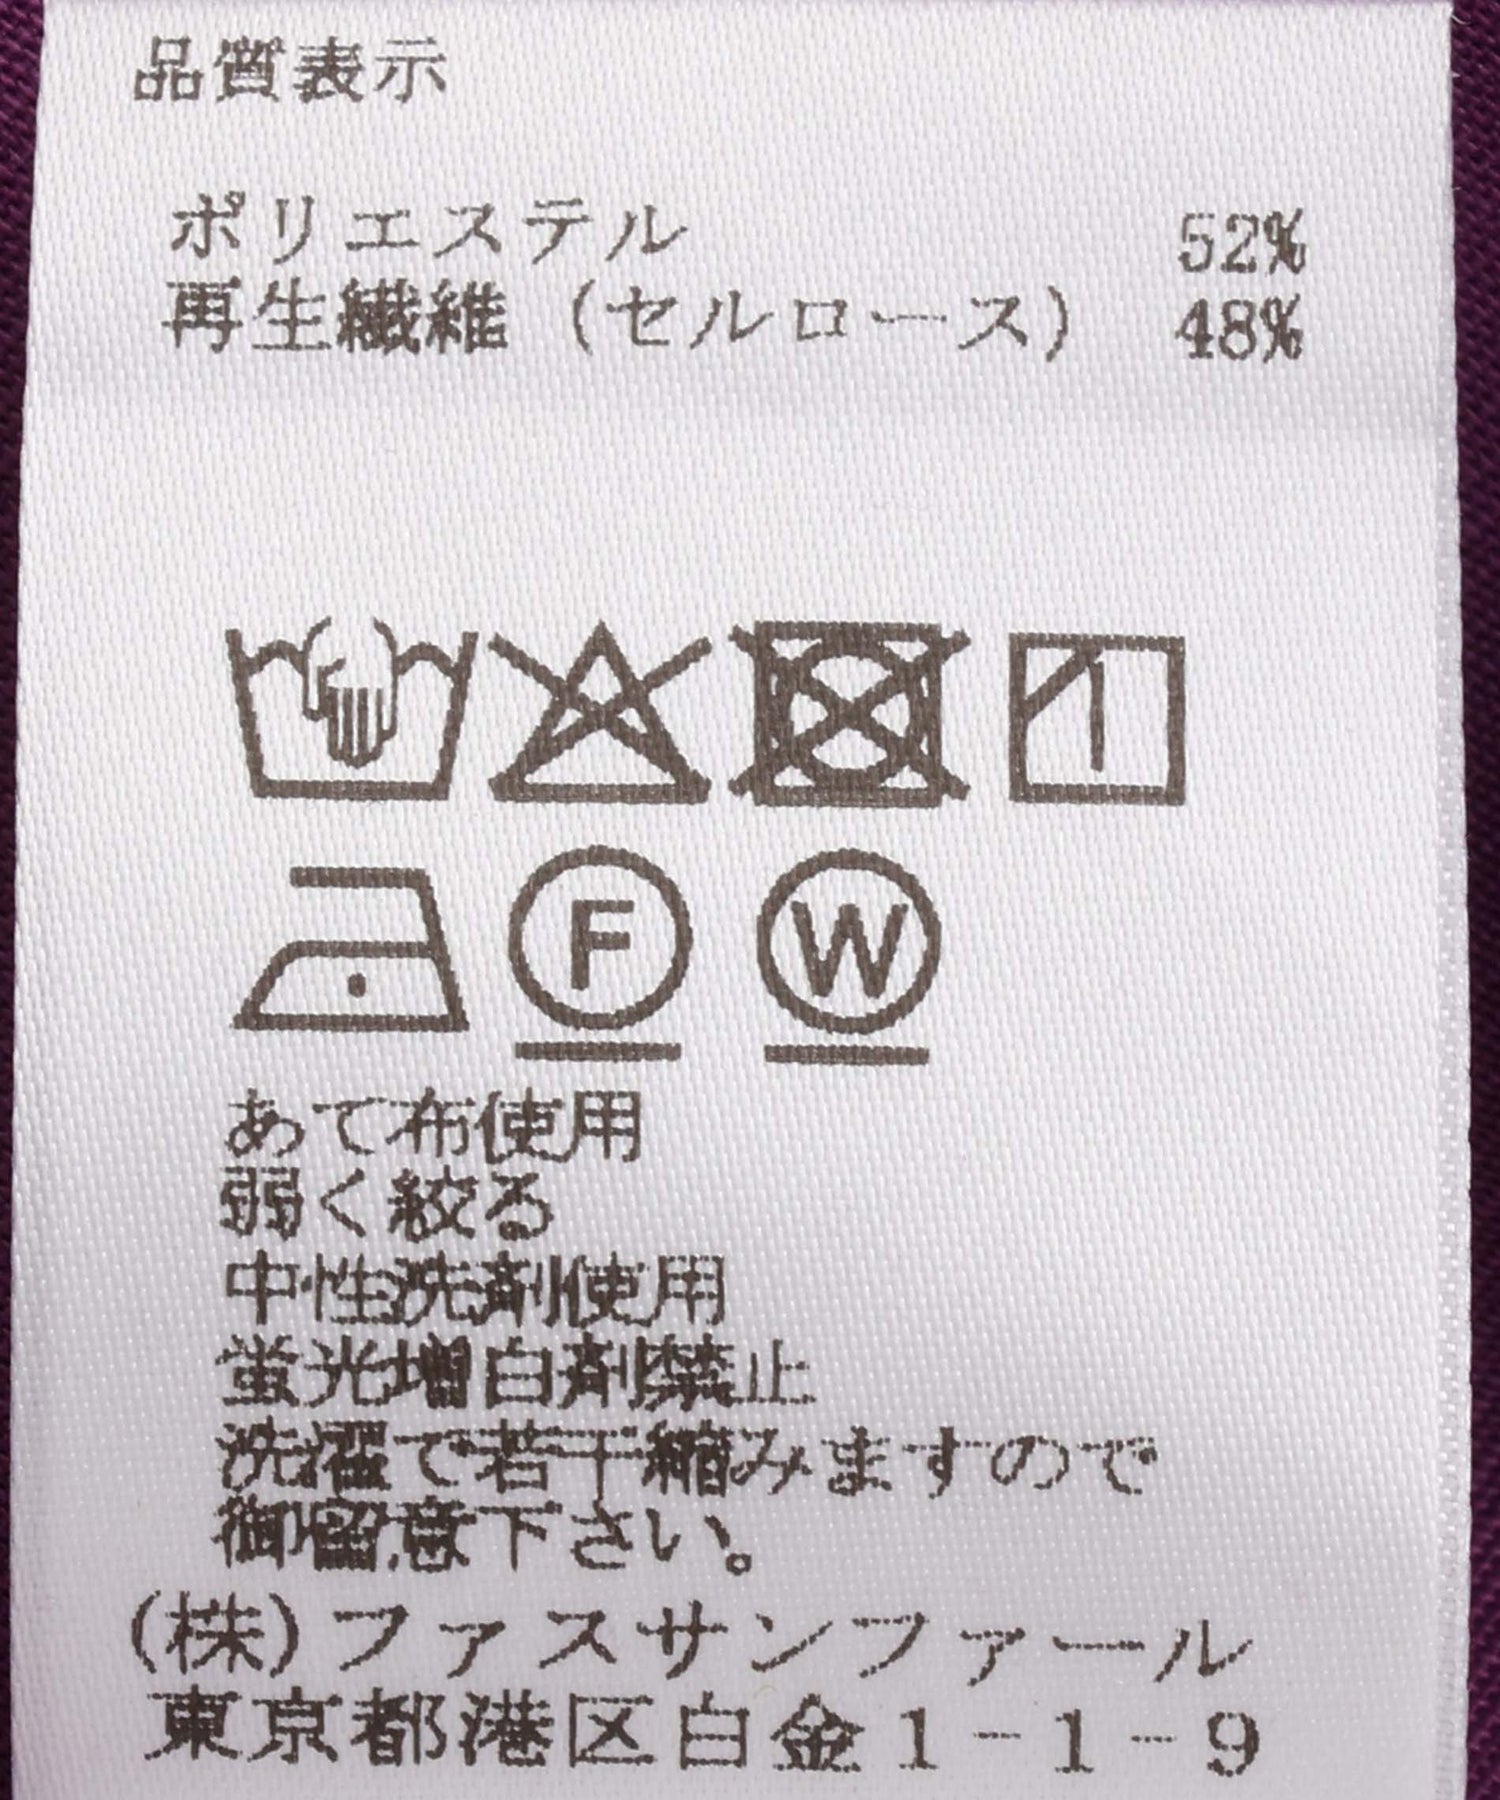 品質表示
ポリエステル 52%
再生繊維(セルロース) 48%
F W
あて布使用
弱く絞る
中性洗剤使用
蛍光増白剤禁止
洗濯で若干縮みますので
御留意下さい。
(株)ファスサンファール
東京都港区白金1-1-9